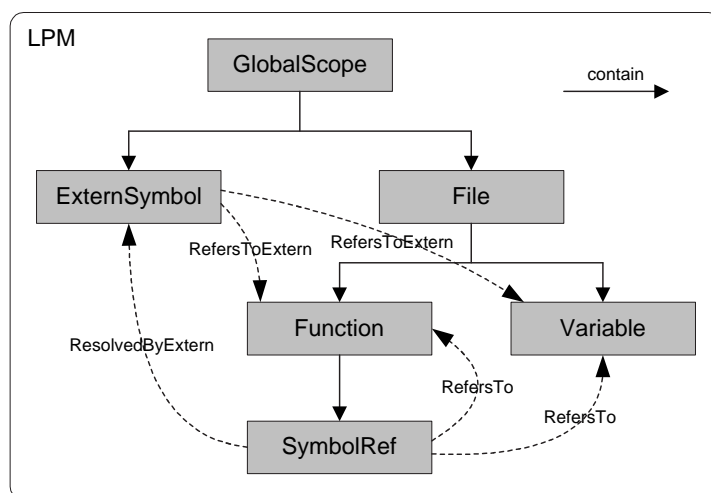 LPM
GlobalScope
contain
ExternSymbol
File
RefersToExtern
RefersToExtern
Function
Variable
ResolvedByExtern
RefersTo
RefersTo
SymbolRef